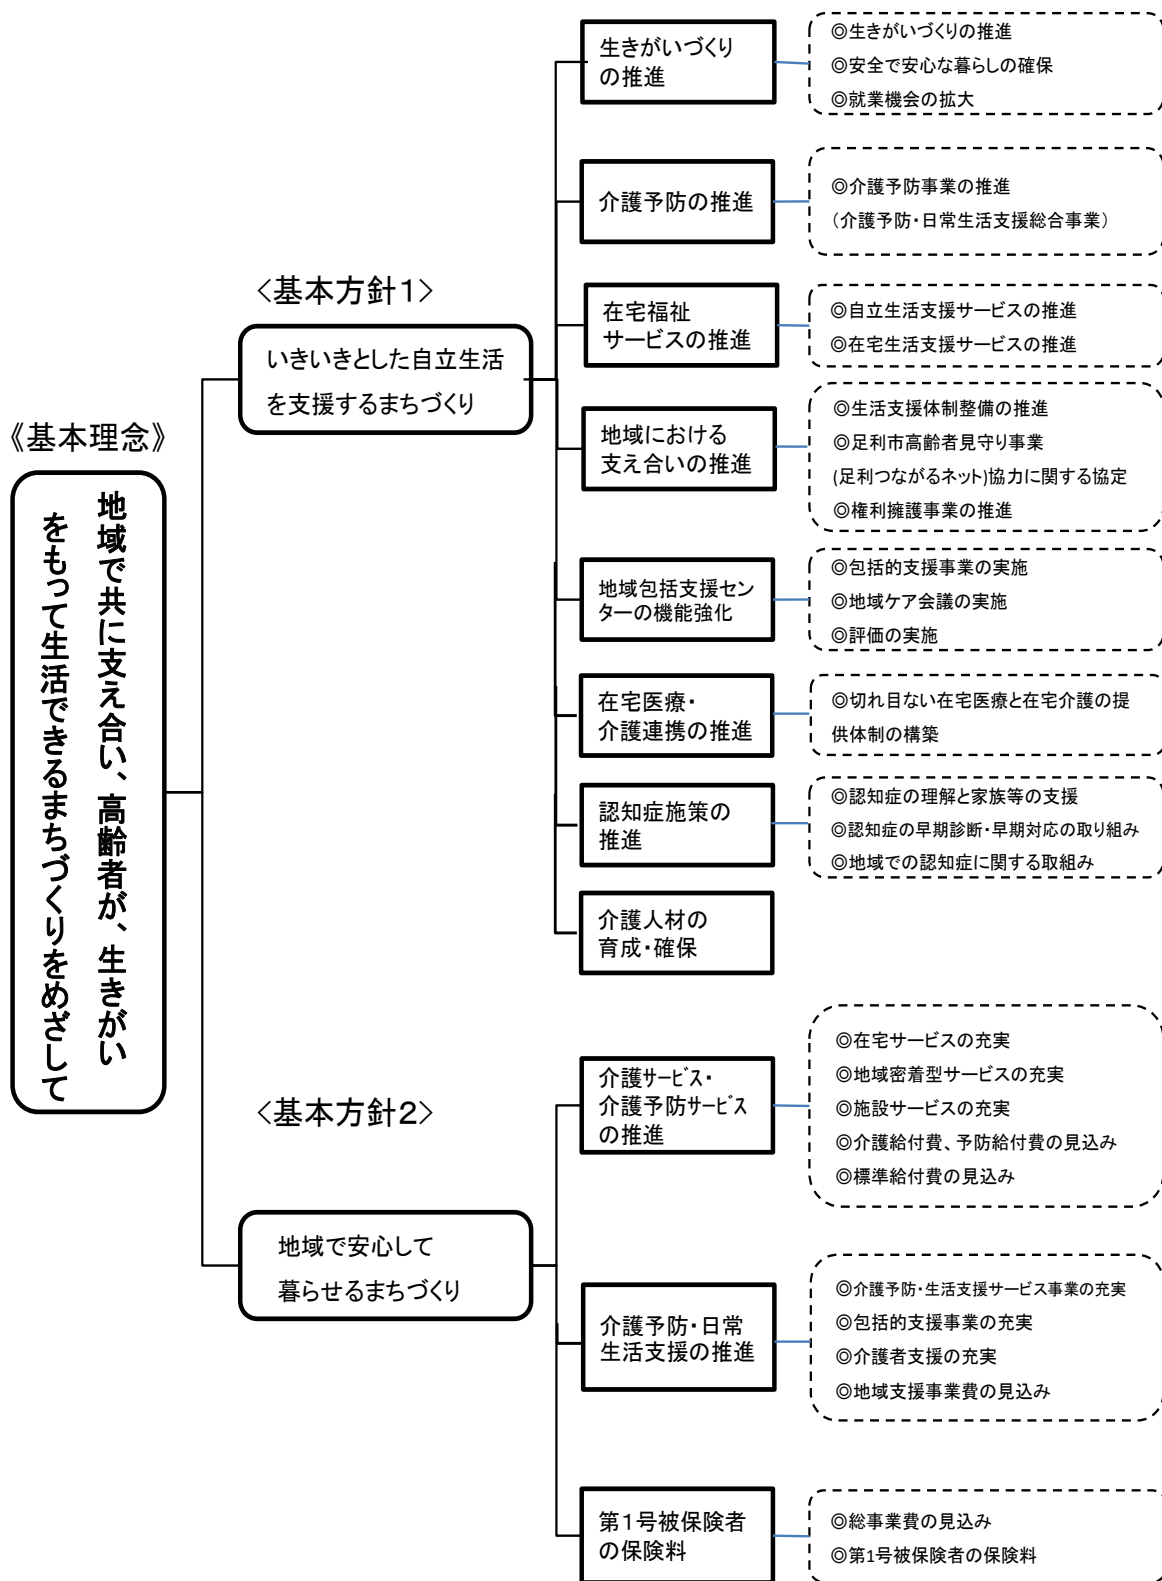 《基本理念》
地域で共に支え合い、高齢者が、生きがい
をもって生活できるまちづくりをめざして
〈基本方針1〉
いきいきとした自立生活
を支援するまちづくり
生きがいづくり
の推進
◎生きがいづくりの推進
◎安全で安心な暮らしの確保
◎就業機会の拡大
介護予防の推進
◎介護予防事業の推進
（介護予防・日常生活支援総合事業）
在宅福祉
サービスの推進
◎自立生活支援サービスの推進
◎在宅生活支援サービスの推進
地域における
支え合いの推進
◎生活支援体制整備の推進
◎足利市高齢者見守り事業
(足利つながるネット)協力に関する協定
◎権利擁護事業の推進
地域包括支援セン
ターの機能強化
◎包括的支援事業の実施
◎地域ケア会議の実施
◎評価の実施
在宅医療・
介護連携の推進
◎切れ目ない在宅医療と在宅介護の提
供体制の構築
認知症施策の
推進
◎認知症の理解と家族等の支援
◎認知症の早期診断・早期対応の取り組み
◎地域での認知症に関する取組み
介護人材の
育成・確保
〈基本方針2〉
地域で安心して
暮らせるまちづくり
介護サービス・
介護予防サービス
の推進
◎在宅サービスの充実
◎地域密着型サービスの充実
◎施設サービスの充実
◎介護給付費、予防給付費の見込み
◎標準給付費の見込み
介護予防・日常
生活支援の推進
◎介護予防・生活支援サービス事業の充実
◎包括的支援事業の充実
◎介護者支援の充実
◎地域支援事業費の見込み
第1号被保険者
の保険料
◎総事業費の見込み
◎第1号被保険者の保険料